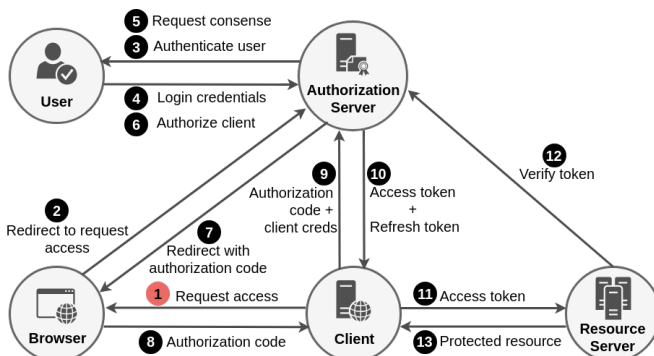 5 Request consense
3 Authenticate user
User
4 Login credentials
6 Authorize client
Authorization
Server
12
Verify token
9
Authorization
code +
client creds
10
Access token
+
Refresh token
2
Redirect to request
access
7
Redirect with
authorization code
1 Request access
Browser
8 Authorization code
Client
11 Access token
13 Protected resource
Resource
Server